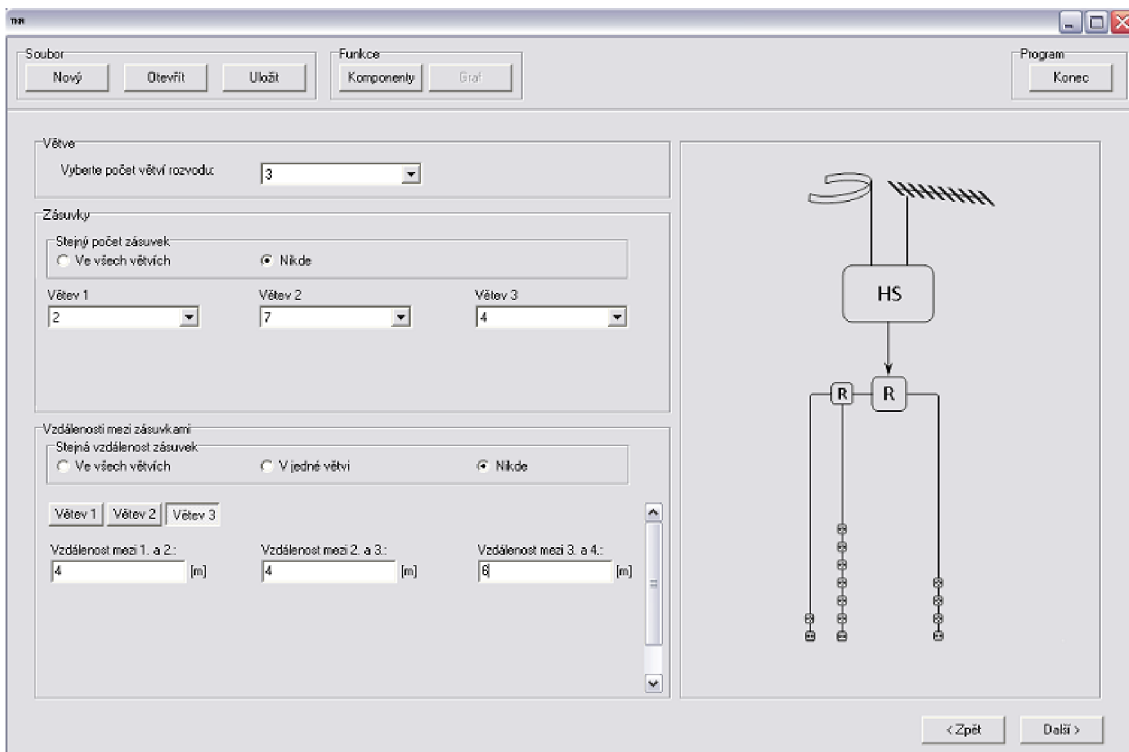 TKR
Soubor
Nový Otevřít Uložit
Funkce
Komponenty Graf
Program
Konec
Větve
Vyberte počet větví rozvodu: 3
Zásuvky
Stejný počet zásuvek
Ve všech větvích Nikde
Větev 1 Větev 2 Větev 3
2 7 4
Vzdálenosti mezi zásuvkami
Stejná vzdálenost zásuvek
Ve všech větvích V jedné větvi Nikde
Větev 1 Větev 2 Větev 3
Vzdálenost mezi 1. a 2.: Vzdálenost mezi 2. a 3.: Vzdálenost mezi 3. a 4.:
4 [m] 4 [m] 6 [m]
HS
R R
< Zpět Další >